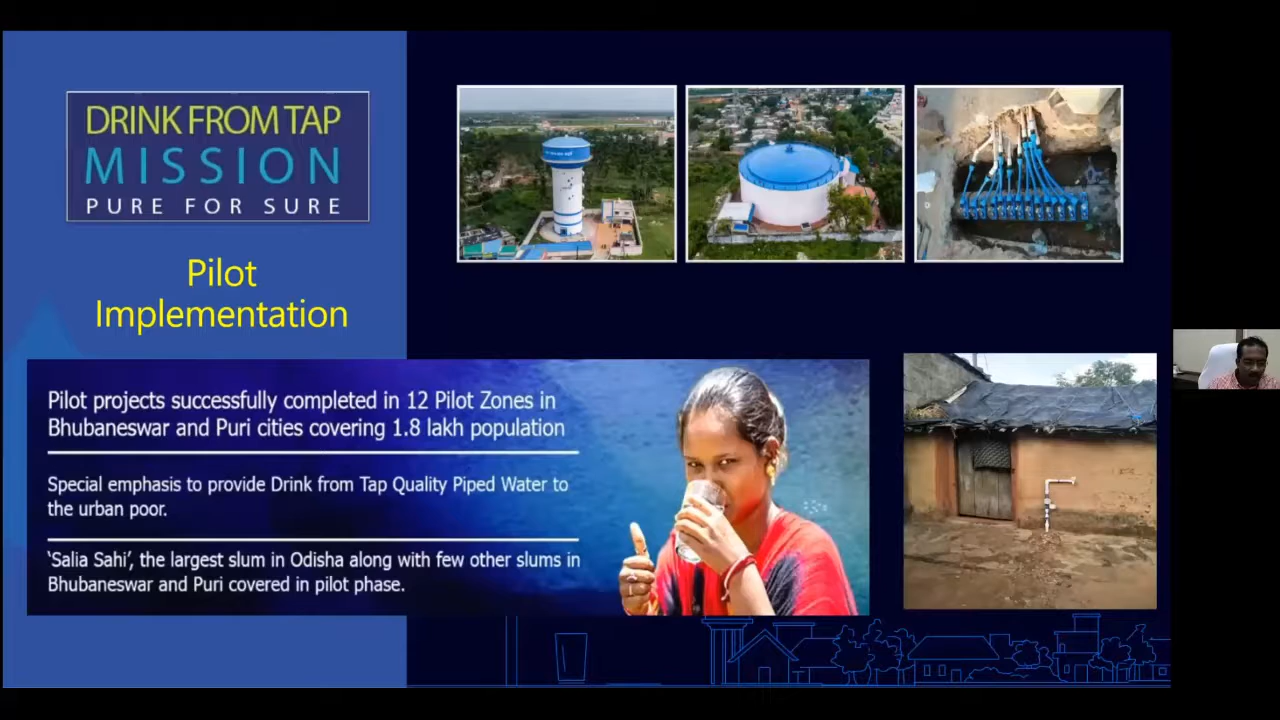 DRINK FROM TAP
MISSION
PURE FOR SURE
Pilot
Implementation
Pilot projects successfully completed in 12 Pilot Zones in
Bhubaneswar and Puri cities covering 1.8 lakh population
Special emphasis to provide Drink from Tap Quality Piped Water to
the urban poor.
‘Salia Sahi’, the largest slum in Odisha along with few other slums in
Bhubaneswar and Puri covered in pilot phase.